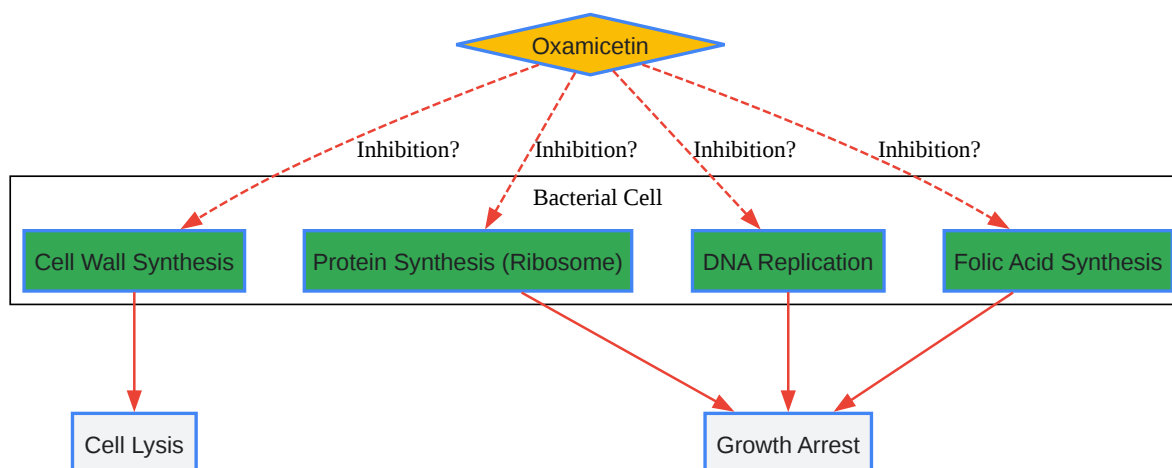 Oxamicetin
Inhibition? Inhibition? Inhibition? Inhibition?
Bacterial Cell
Cell Wall Synthesis Protein Synthesis (Ribosome) DNA Replication Folic Acid Synthesis
Cell Lysis Growth Arrest